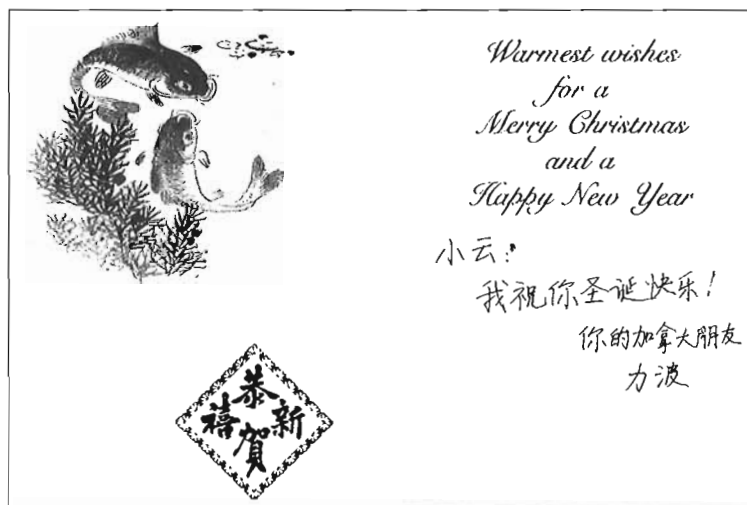 Warmest wishes
for a
Merry Christmas
and a
Happy New Year
小云：
我祝你圣诞快乐！
你的加拿大朋友
力波
恭賀新禧